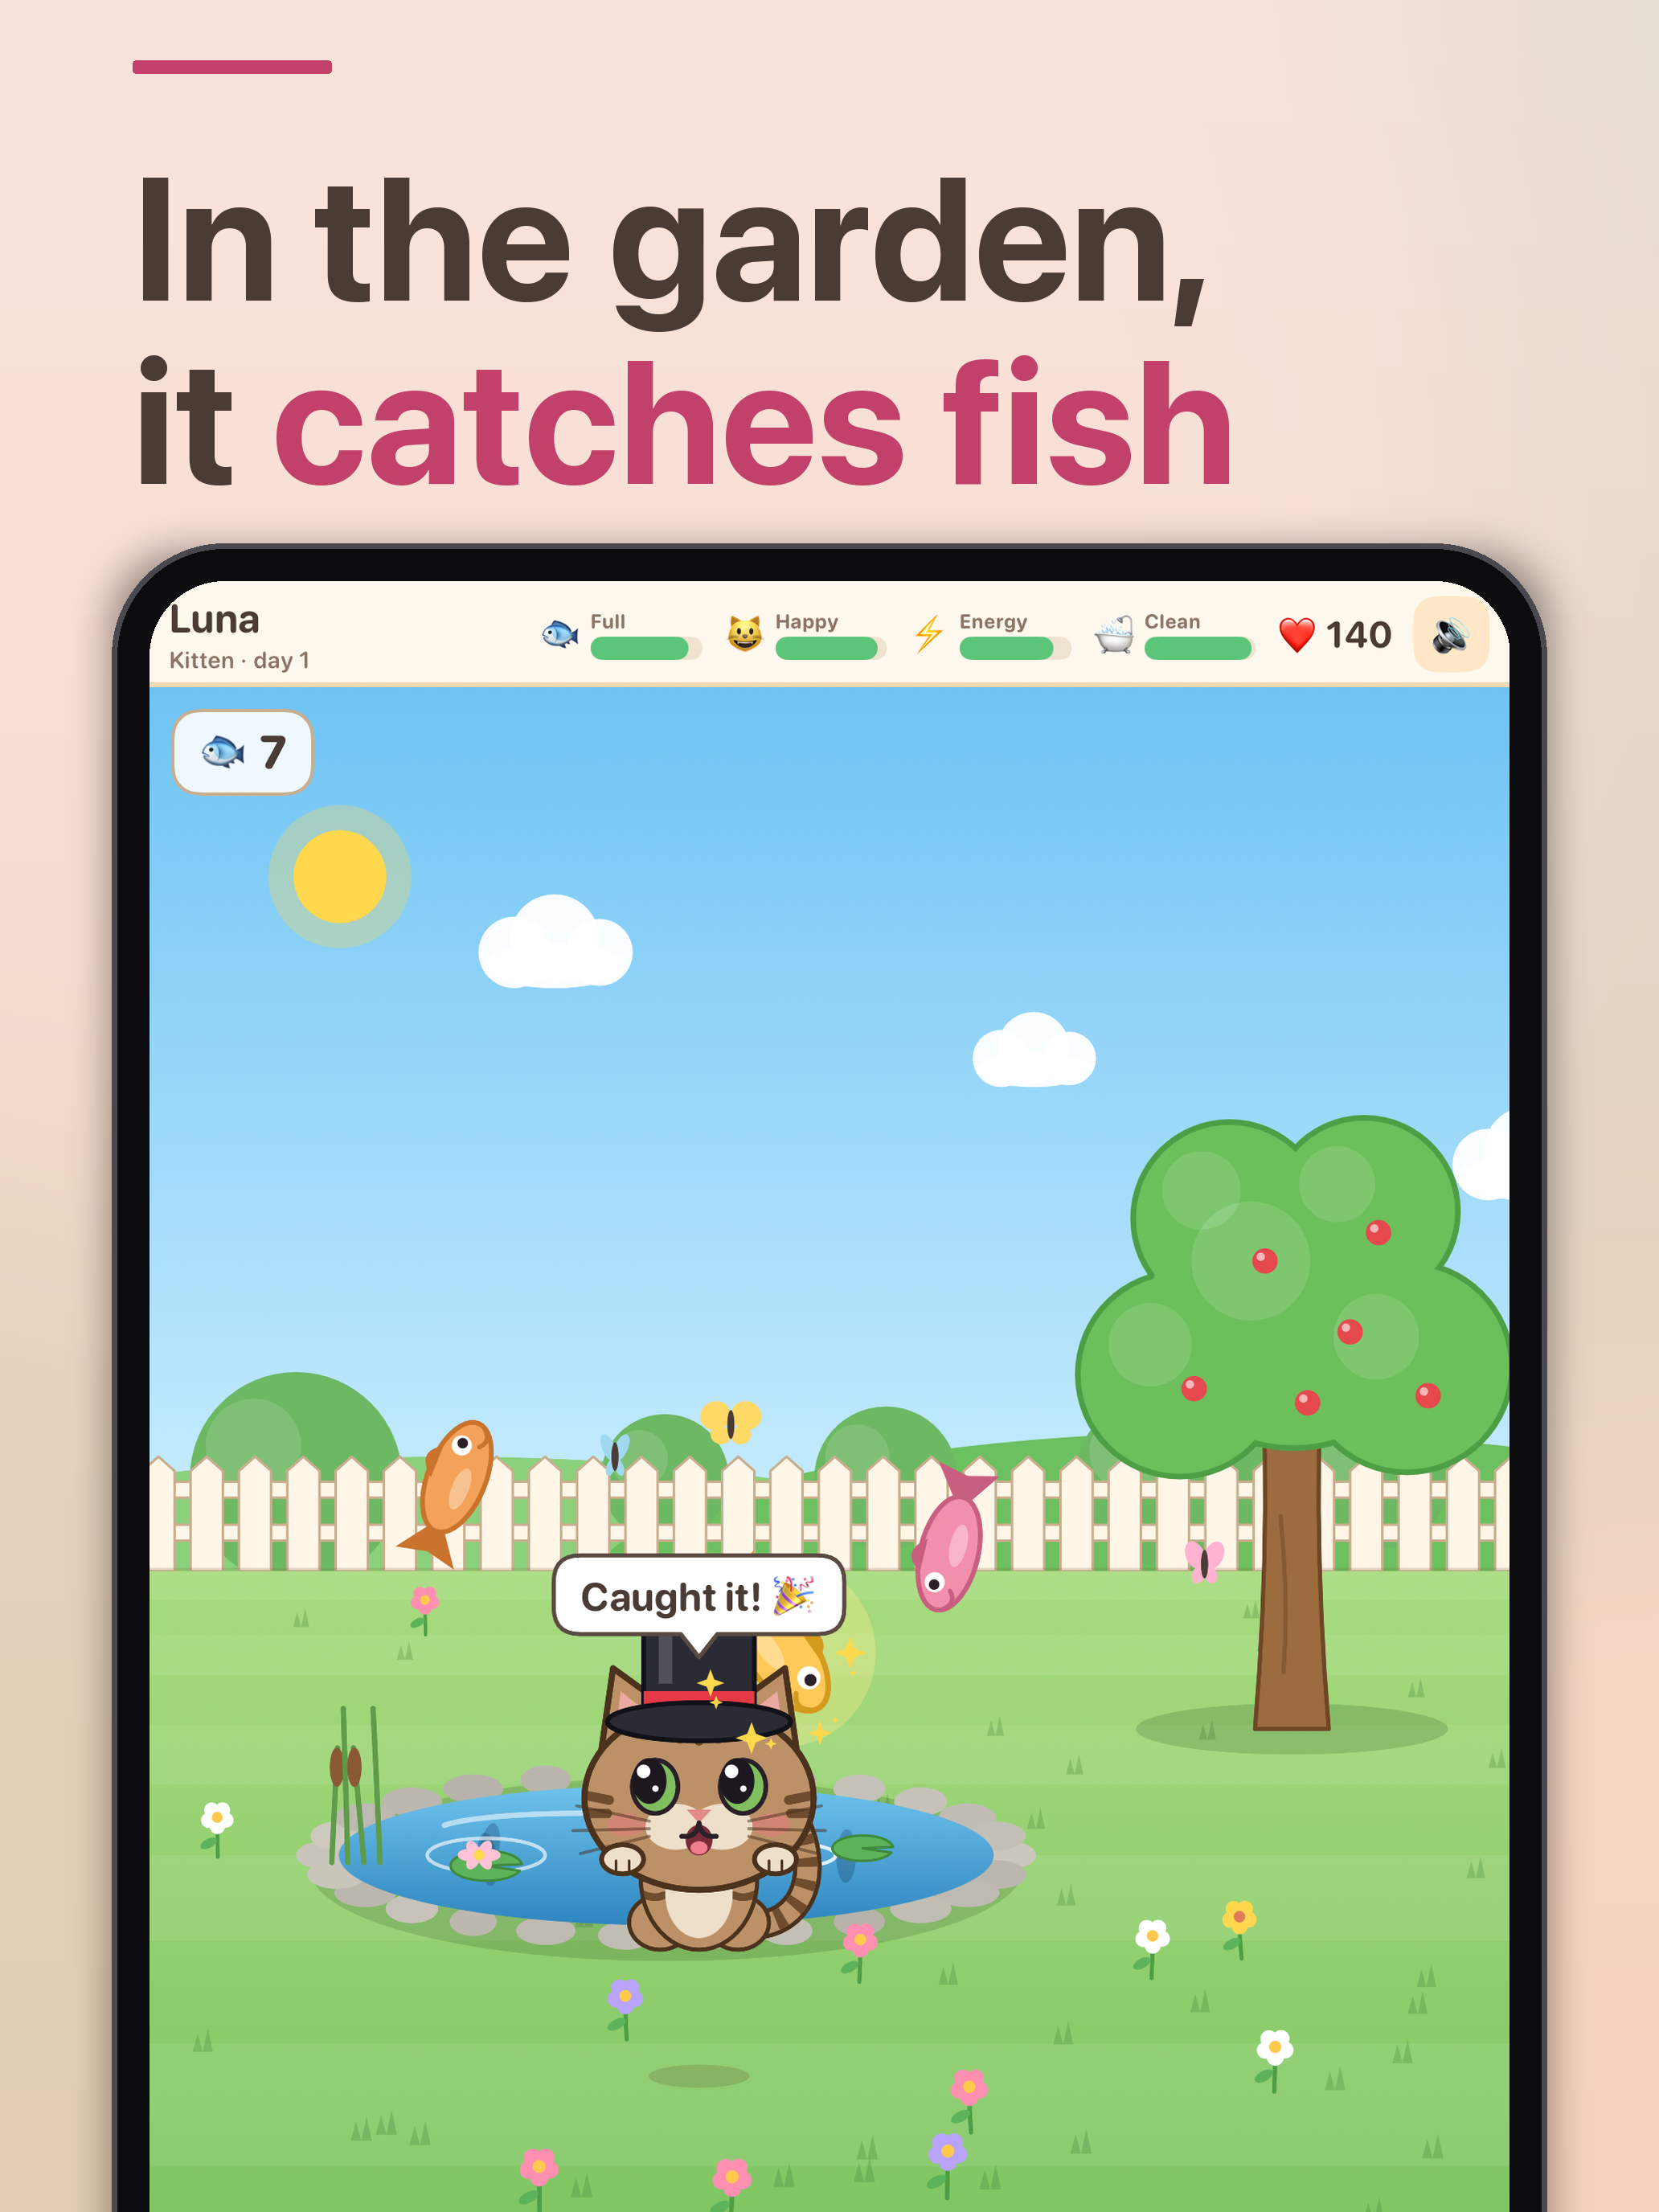 In the garden,
it catches fish
Luna
Kitten · day 1
Full
Happy
Energy
Clean
140
7
Caught it!